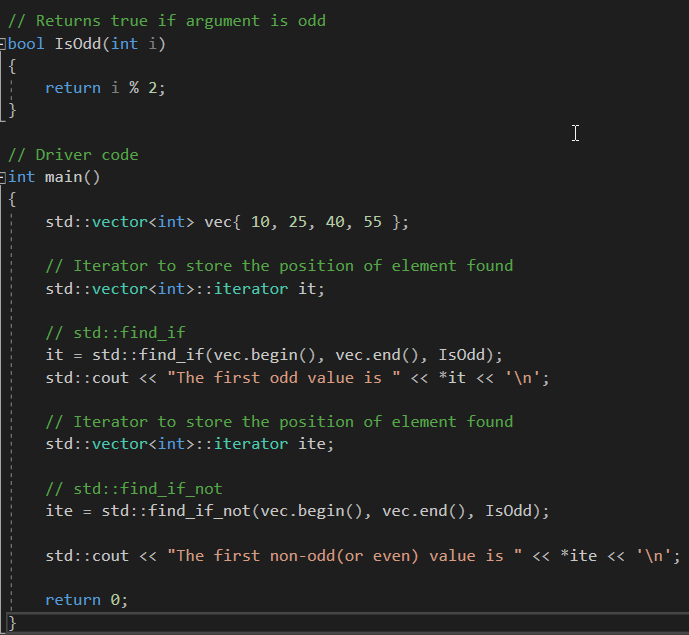 // Returns true if argument is odd
bool IsOdd(int i)
{
    return i % 2;
}

// Driver code
int main()
{
    std::vector<int> vec{ 10, 25, 40, 55 };

    // Iterator to store the position of element found
    std::vector<int>::iterator it;

    // std::find_if
    it = std::find_if(vec.begin(), vec.end(), IsOdd);
    std::cout << "The first odd value is " << *it << '\n';

    // Iterator to store the position of element found
    std::vector<int>::iterator ite;

    // std::find_if_not
    ite = std::find_if_not(vec.begin(), vec.end(), IsOdd);

    std::cout << "The first non-odd(or even) value is " << *ite << '\n';

    return 0;
}